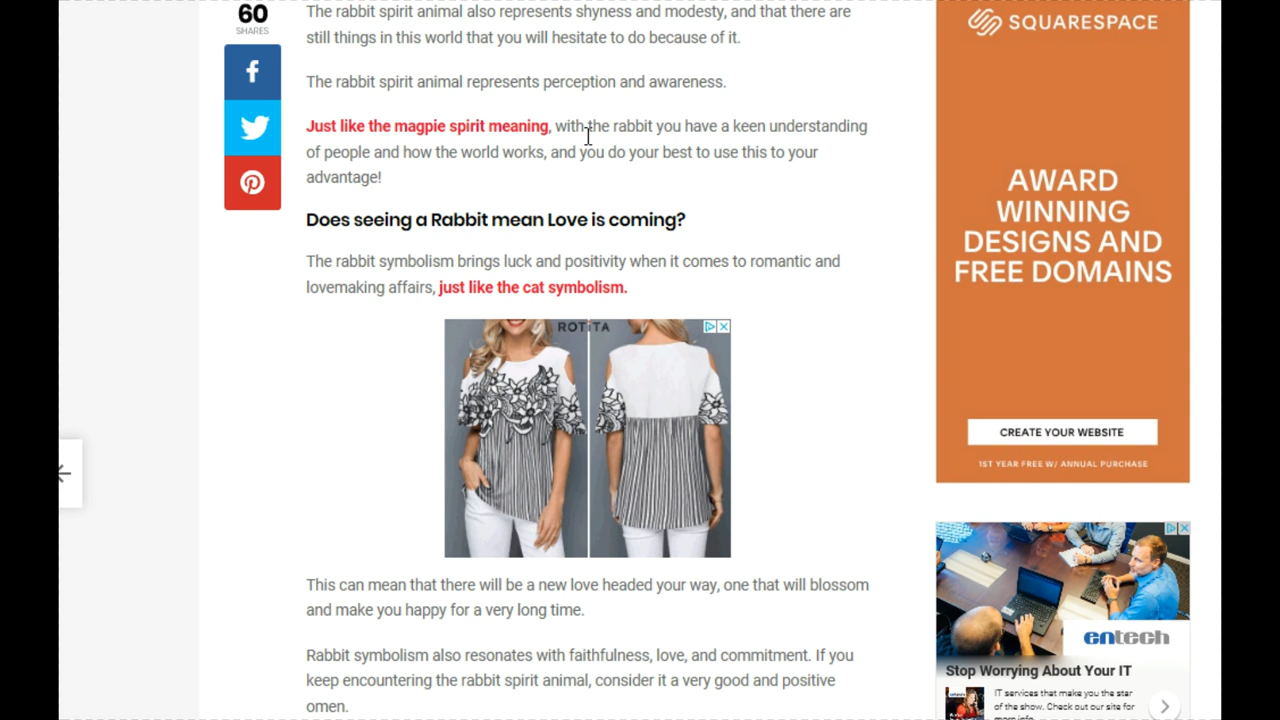 60
SHARES
The rabbit spirit animal also represents shyness and modesty, and that there are
still things in this world that you will hesitate to do because of it.
The rabbit spirit animal represents perception and awareness.
Just like the magpie spirit meaning, with the rabbit you have a keen understanding
of people and how the world works, and you do your best to use this to your
advantage!
Does seeing a Rabbit mean Love is coming?
The rabbit symbolism brings luck and positivity when it comes to romantic and
lovemaking affairs, just like the cat symbolism.
ROTITA
This can mean that there will be a new love headed your way, one that will blossom
and make you happy for a very long time.
Rabbit symbolism also resonates with faithfulness, love, and commitment. If you
keep encountering the rabbit spirit animal, consider it a very good and positive
omen.
SQUARESPACE
AWARD
WINNING
DESIGNS AND
FREE DOMAINS
CREATE YOUR WEBSITE
1ST YEAR FREE W/ ANNUAL PURCHASE
entech
Stop Worrying About Your IT
IT services that make you the star
of the show. Check out our site for
more info